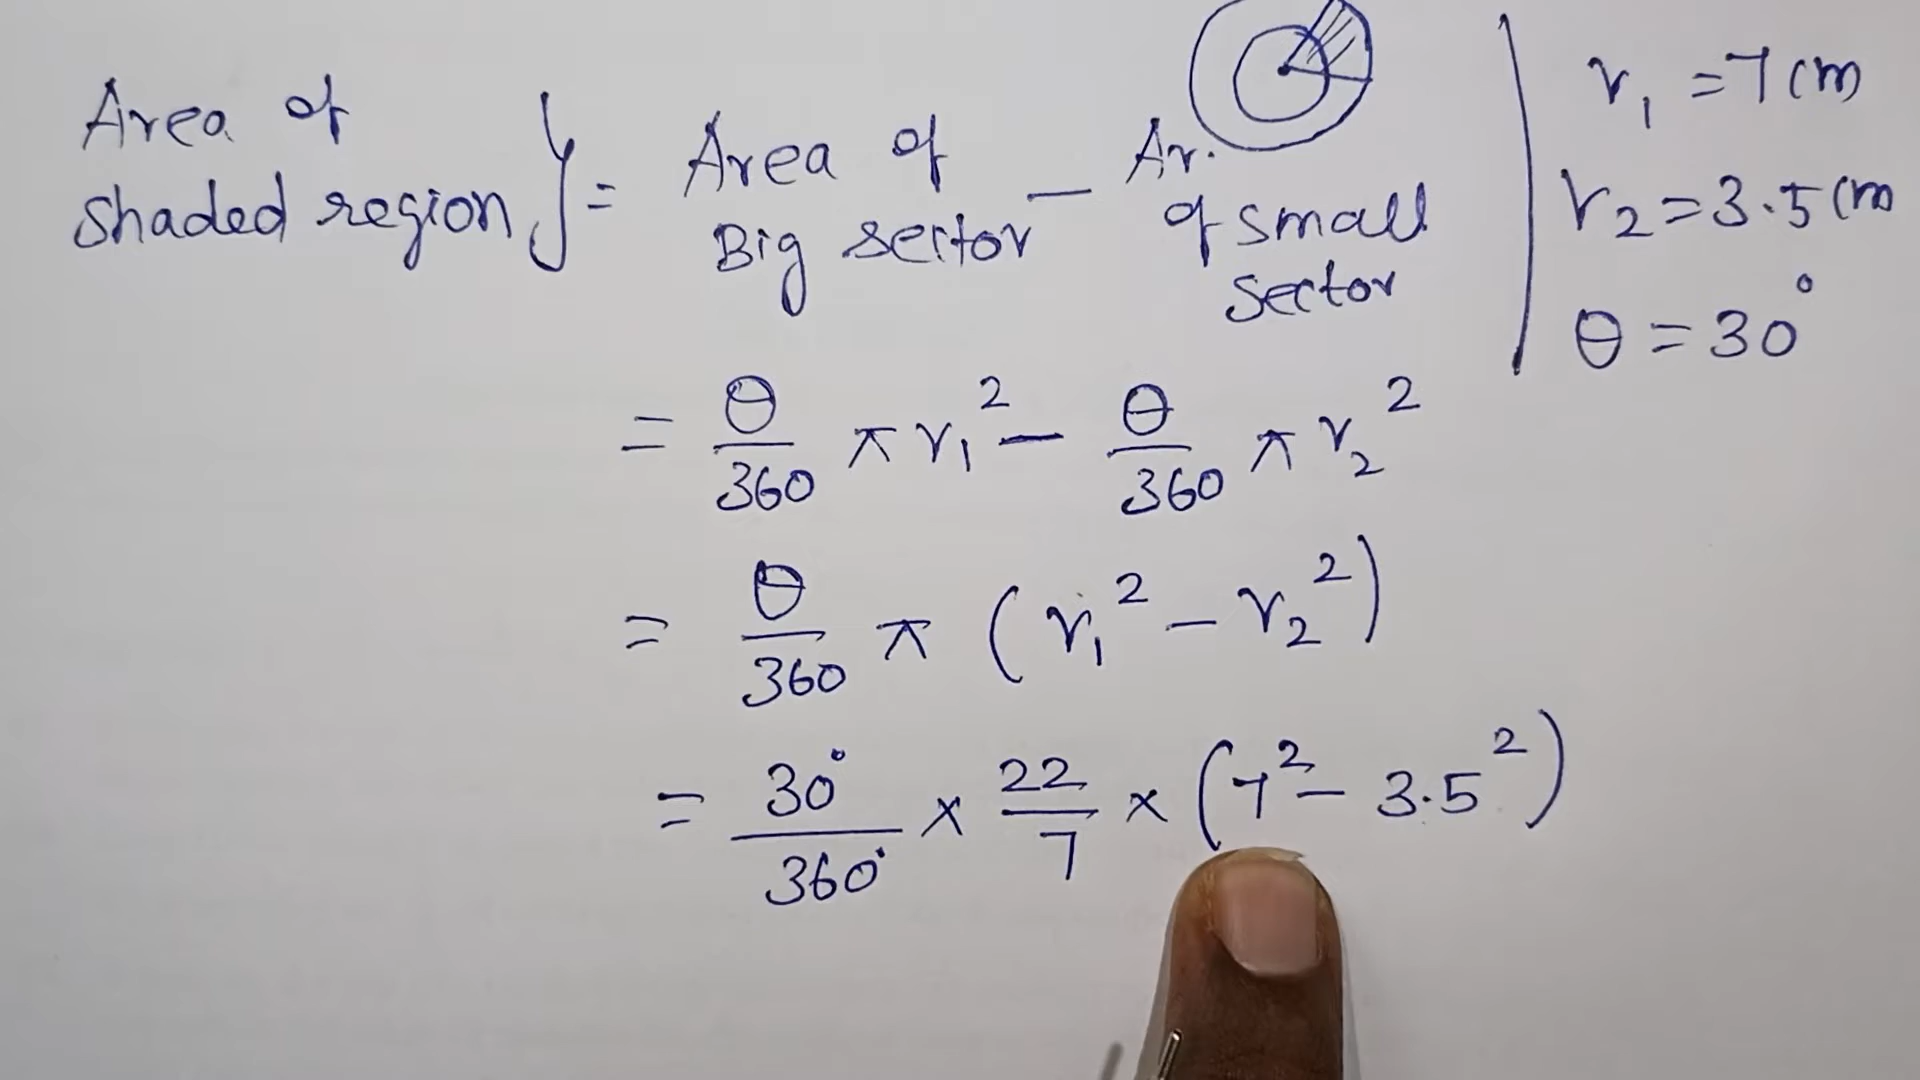 Area of
shaded region } = Area of Big sector − Ar. of small sector
r₁ = 7 cm
r₂ = 3.5 cm
θ = 30°
= θ/360 π r₁² − θ/360 π r₂²
= θ/360 π (r₁² − r₂²)
= 30°/360° × 22/7 × (7² − 3.5²)